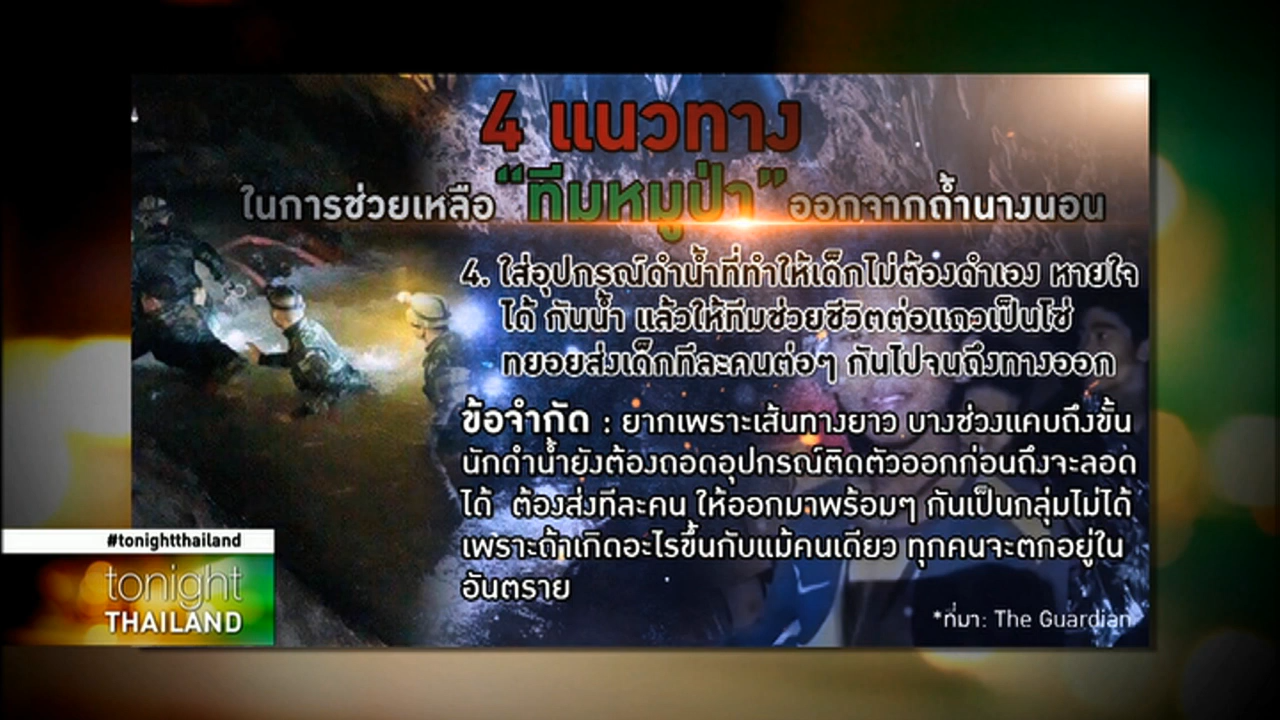 4 แนวทาง
ในการช่วยเหลือ “ทีมหมูป่า” ออกจากถ้ำนางนอน
4. ใส่อุปกรณ์ดำน้ำที่ทำให้เด็กไม่ต้องดำเอง หายใจ
ได้ กันน้ำ แล้วให้ทีมช่วยชีวิตต่อแถวเป็นโซ่
ทยอยส่งเด็กทีละคนต่อๆ กันไปจนถึงทางออก
ข้อจำกัด : ยากเพราะเส้นทางยาว บางช่วงแคบถึงขั้น
นักดำน้ำยังต้องถอดอุปกรณ์ติดตัวออกก่อนถึงจะลอด
ได้ ต้องส่งทีละคน ให้ออกมาพร้อมๆ กันเป็นกลุ่มไม่ได้
เพราะถ้าเกิดอะไรขึ้นกับแม้คนเดียว ทุกคนจะตกอยู่ใน
อันตราย
*ที่มา: The Guardian
#tonightthailand
tonight
THAILAND